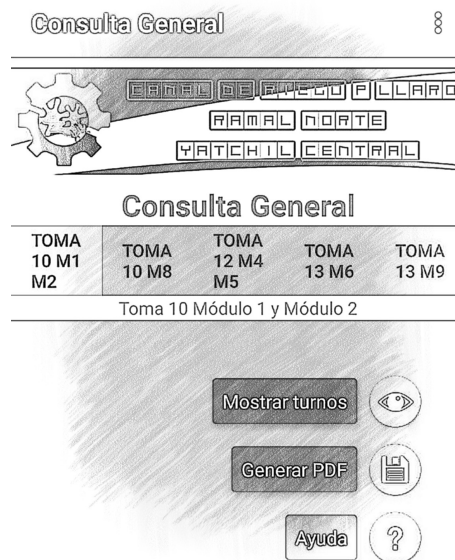 Consulta General
CANAL DE RIEGO PÍLLARO
RAMAL NORTE
YATCHIL CENTRAL
Consulta General
TOMA 10 M1 M2
TOMA 10 M8
TOMA 12 M4 M5
TOMA 13 M6
TOMA 13 M9
Toma 10 Módulo 1 y Módulo 2
Mostrar turnos
Generar PDF
Ayuda